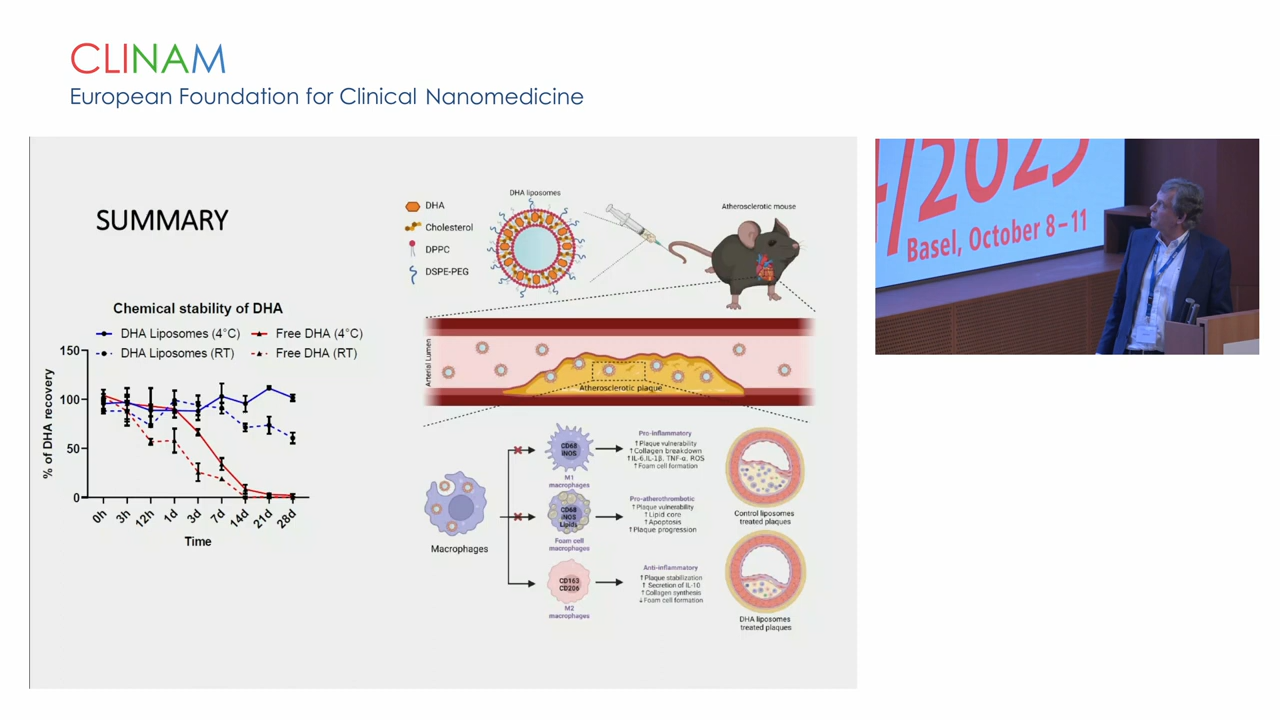 CLINAM
European Foundation for Clinical Nanomedicine
SUMMARY
Chemical stability of DHA
DHA Liposomes (4°C)
Free DHA (4°C)
DHA Liposomes (RT)
Free DHA (RT)
% of DHA recovery
150
100
50
0
0h
3h
12h
1d
3d
7d
14d
21d
28d
Time
DHA
Cholesterol
DPPC
DSPE-PEG
DHA liposomes
Atherosclerotic mouse
Arterial Lumen
Atherosclerotic plaque
Macrophages
CD68
iNOS
M1
macrophages
Pro-inflammatory
↑Plaque vulnerability
↑Collagen breakdown
↑IL-6,IL-1β, TNF-α, ROS
↑Foam cell formation
CD68
iNOS
Lipids
Foam cell
macrophages
Pro-atherothrombotic
↑Plaque vulnerability
↑Lipid core
↑Apoptosis
↑Plaque progression
CD163
CD206
M2
macrophages
Anti-inflammatory
↑Plaque stabilization
↑ Secretion of IL-10
↑Collagen synthesis
↓Foam cell formation
Control liposomes
treated plaques
DHA liposomes
treated plaques
/2023
Basel, October 8–11